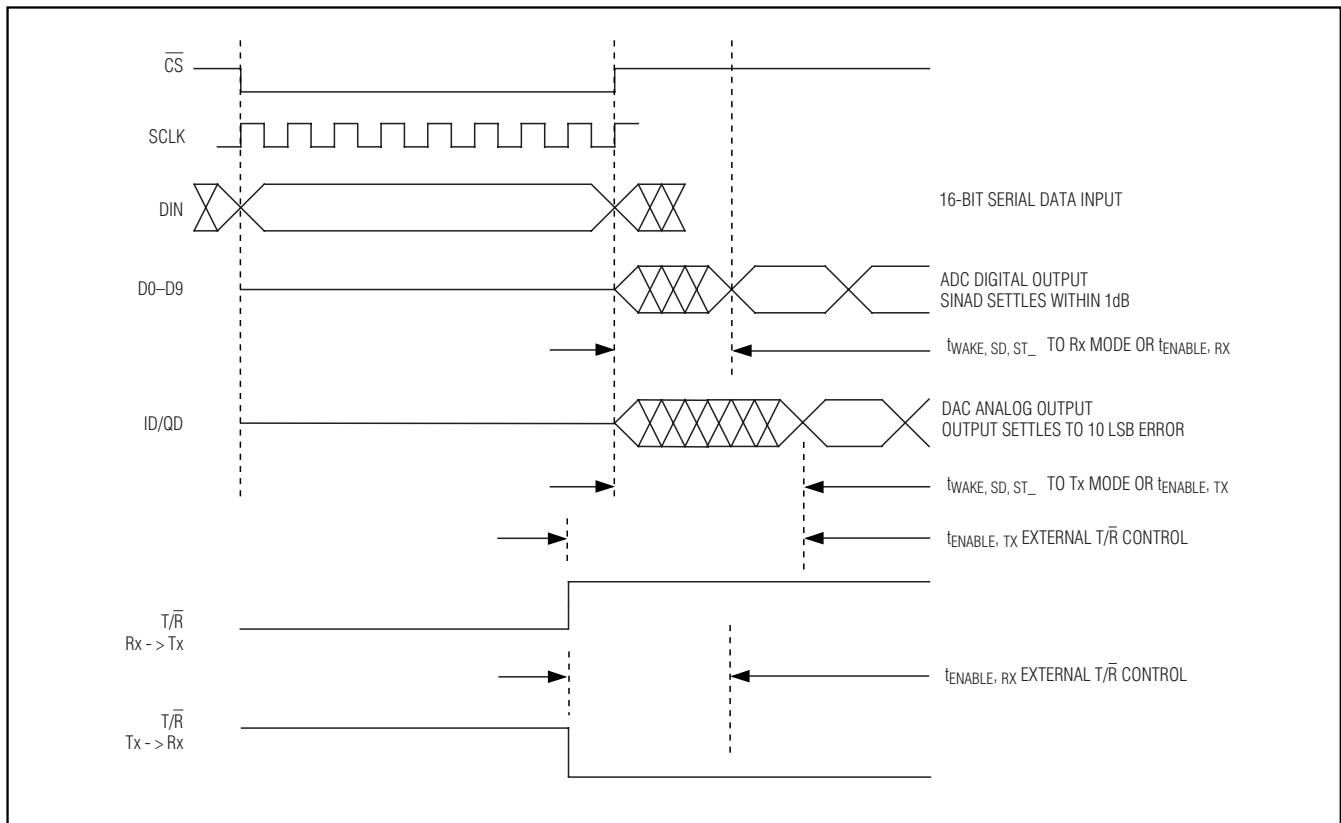 CS
SCLK
DIN
16-BIT SERIAL DATA INPUT
D0–D9
ADC DIGITAL OUTPUT
SINAD SETTLES WITHIN 1dB
tWAKE, SD, ST_ TO Rx MODE OR tENABLE, RX
ID/QD
DAC ANALOG OUTPUT
OUTPUT SETTLES TO 10 LSB ERROR
tWAKE, SD, ST_ TO Tx MODE OR tENABLE, TX
tENABLE, TX EXTERNAL T/R̅ CONTROL
T/R̅
Rx - > Tx
tENABLE, RX EXTERNAL T/R̅ CONTROL
T/R̅
Tx - > Rx